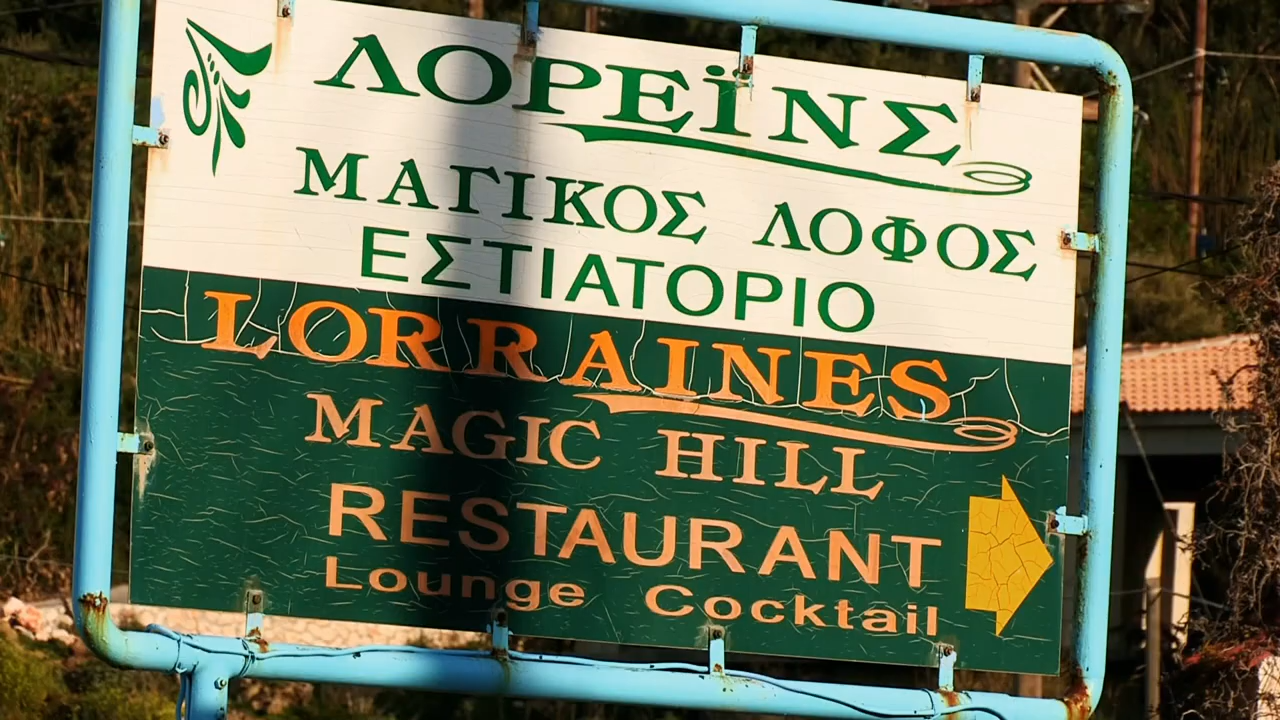 ΛΟΡΕΪΝΣ
ΜΑΓΙΚΟΣ ΛΟΦΟΣ
ΕΣΤΙΑΤΟΡΙΟ
LORRAINES
MAGIC HILL
RESTAURANT
Lounge Cocktail